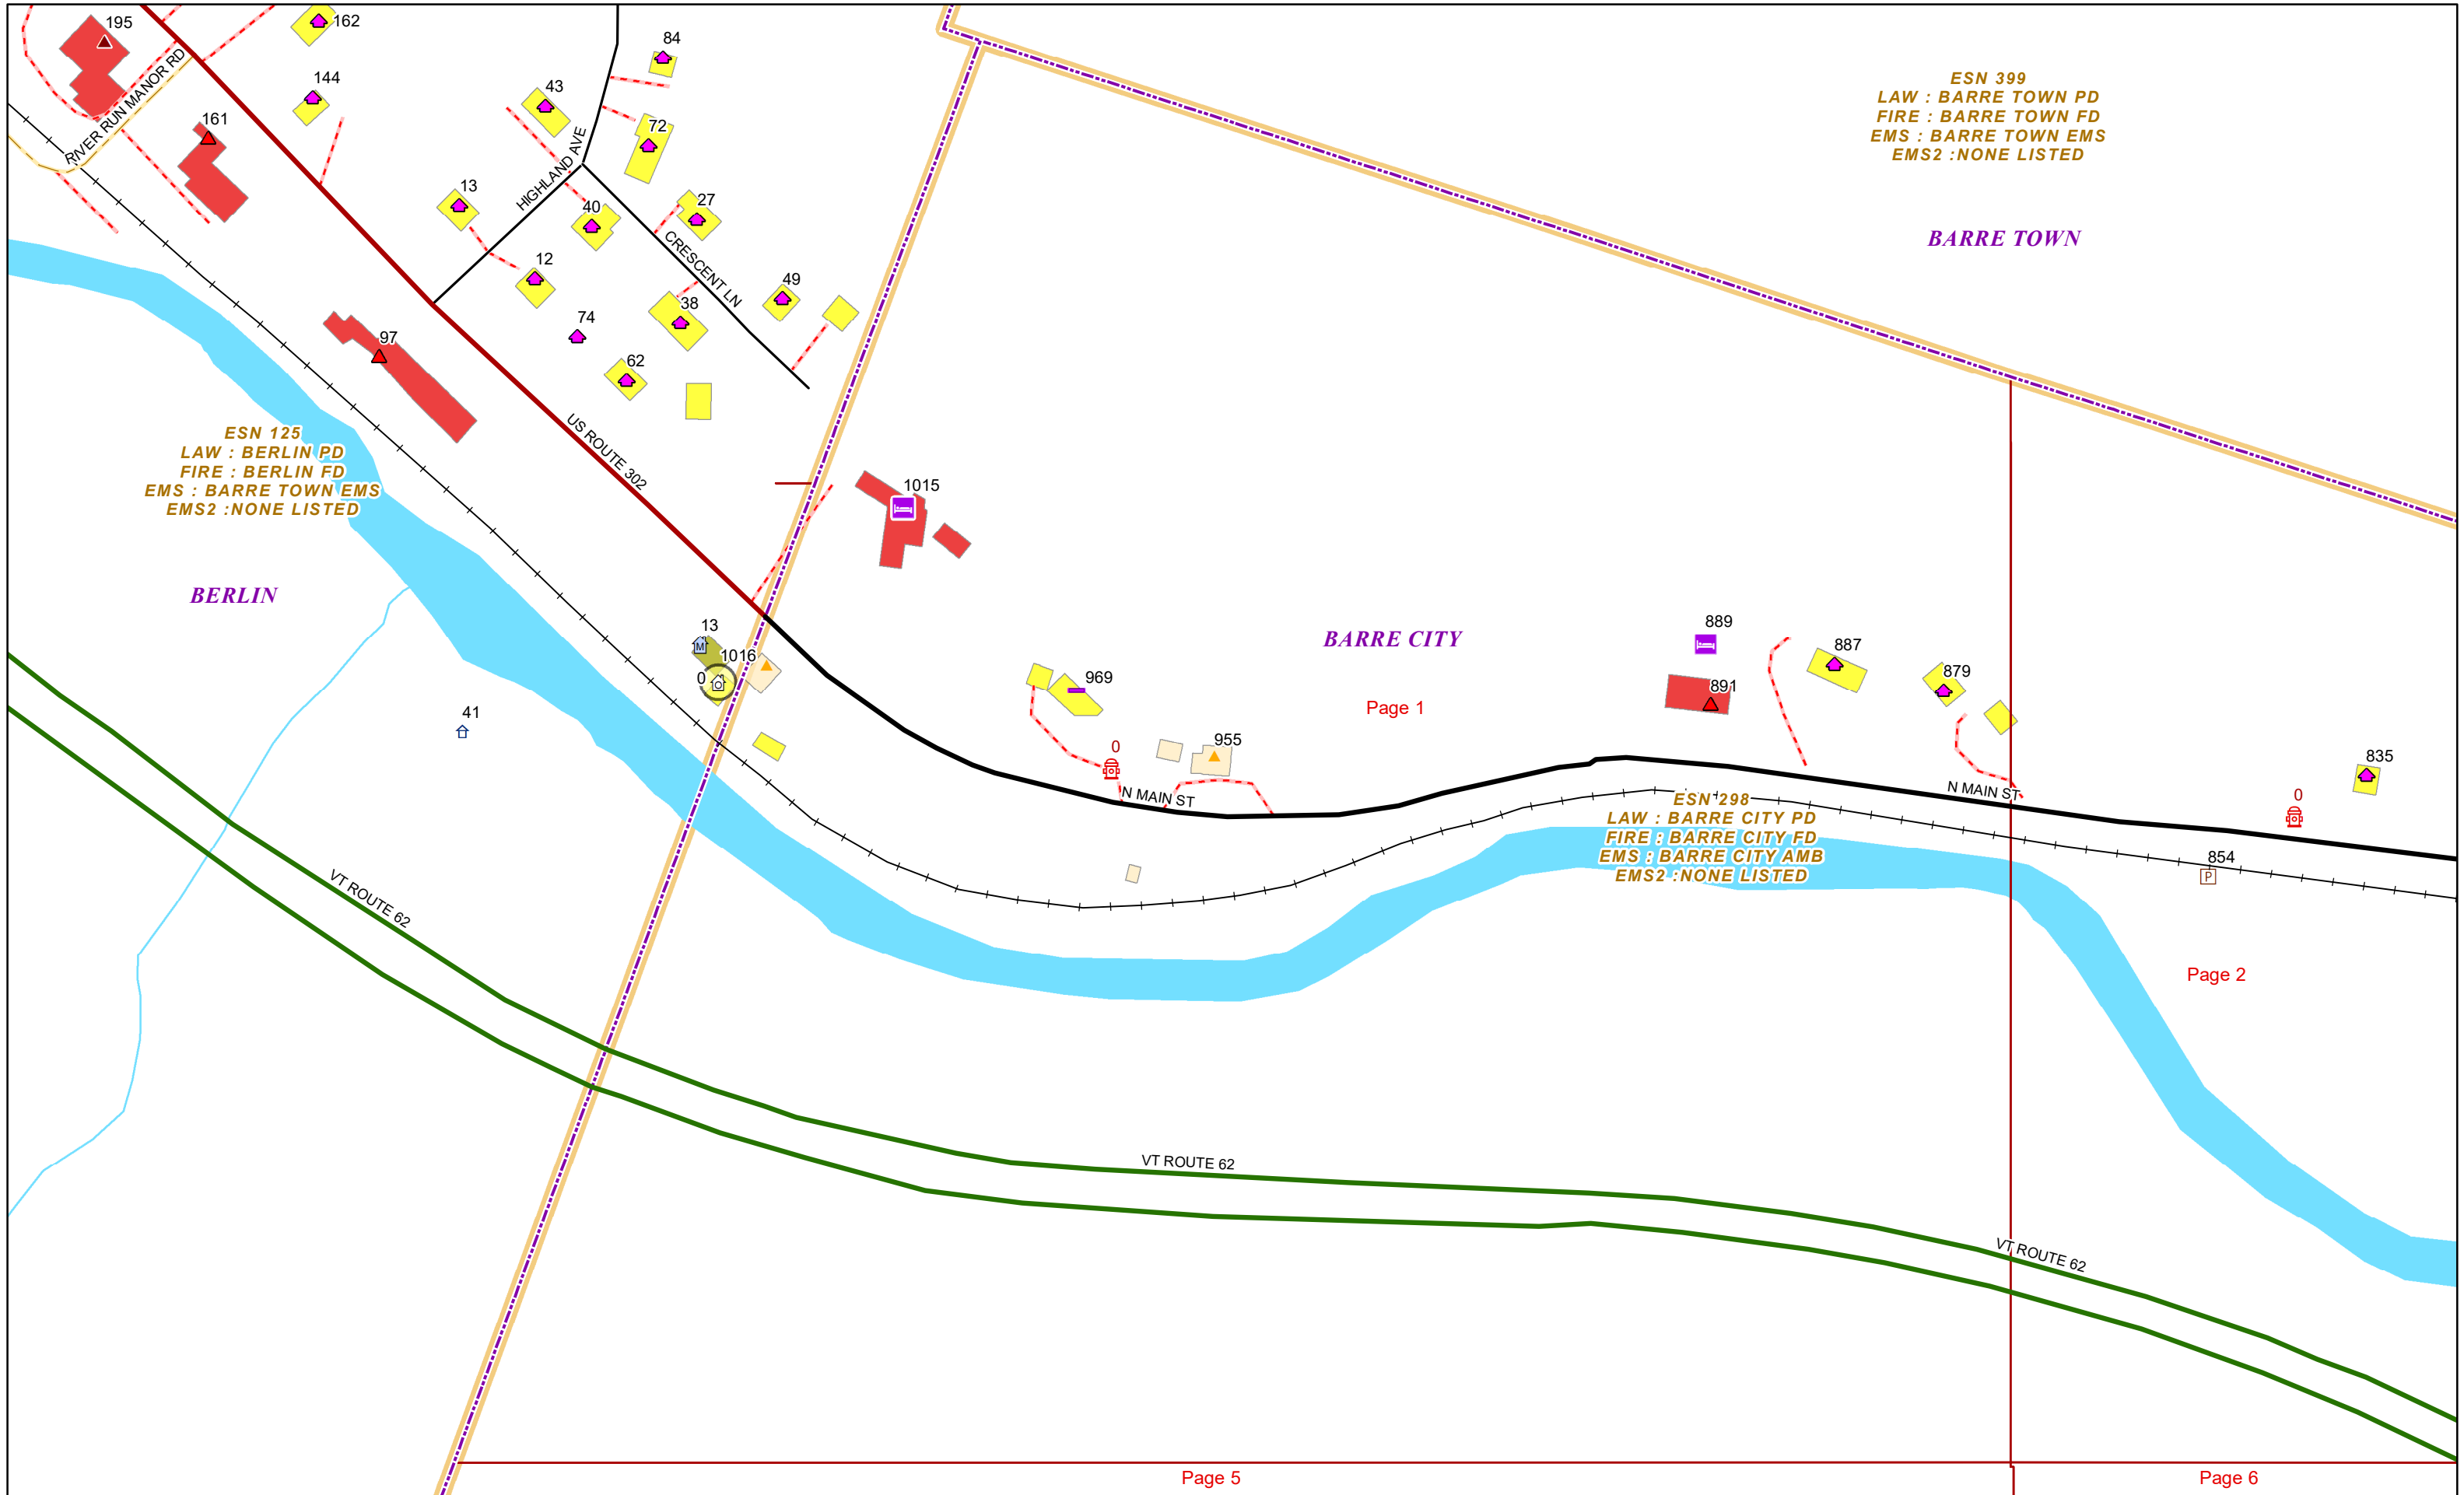 195
162
84
ESN 399
LAW : BARRE TOWN PD
FIRE : BARRE TOWN FD
EMS : BARRE TOWN EMS
EMS2 :NONE LISTED
144
43
RIVER RUN MANOR RD
161
72
HIGHLAND AVE
13
27
40
BARRE TOWN
CRESCENT LN
12
49
38
74
97
62
US ROUTE 302
ESN 125
LAW : BERLIN PD
FIRE : BERLIN FD
EMS : BARRE TOWN EMS
EMS2 :NONE LISTED
1015
BERLIN
13
M
1016
0
BARRE CITY
889
887
879
969
891
Page 1
41
955
0
835
N MAIN ST
N MAIN ST
0
ESN 298
LAW : BARRE CITY PD
FIRE : BARRE CITY FD
EMS : BARRE CITY AMB
EMS2 :NONE LISTED
854
P
VT ROUTE 62
Page 2
VT ROUTE 62
VT ROUTE 62
Page 5
Page 6